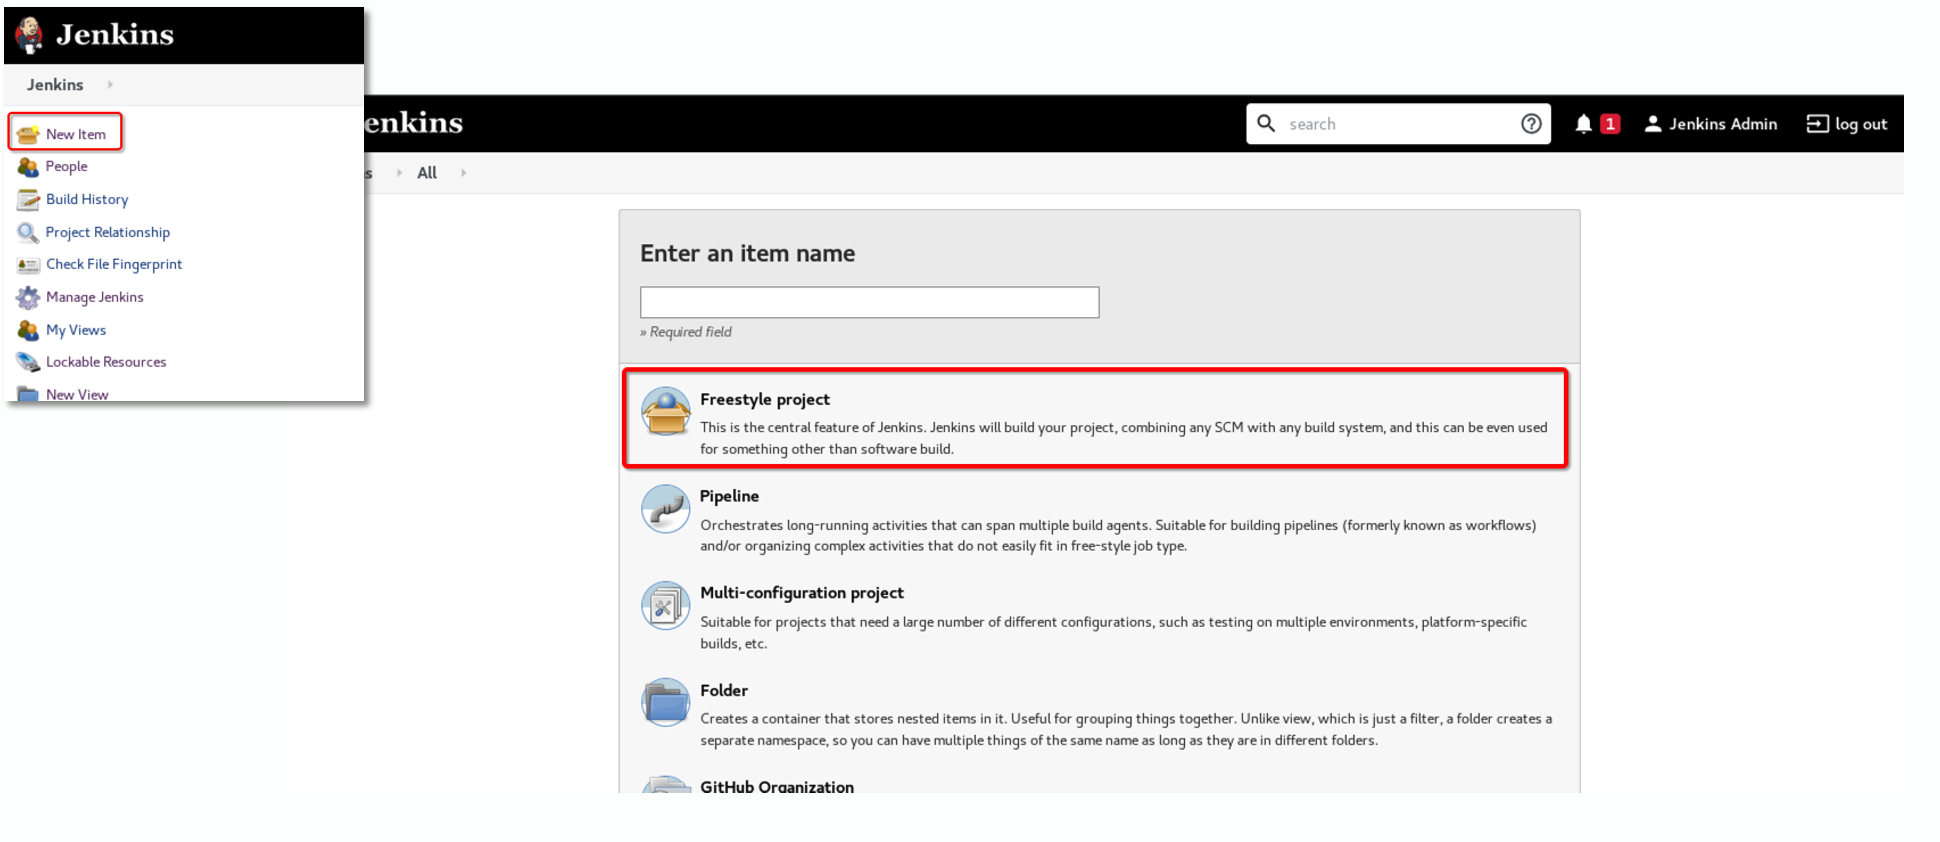 Jenkins
Jenkins
New Item
People
Build History
Project Relationship
Check File Fingerprint
Manage Jenkins
My Views
Lockable Resources
New View
enkins
search
1
Jenkins Admin
log out
s
All
Enter an item name
» Required field
Freestyle project
This is the central feature of Jenkins. Jenkins will build your project, combining any SCM with any build system, and this can be even used
for something other than software build.
Pipeline
Orchestrates long-running activities that can span multiple build agents. Suitable for building pipelines (formerly known as workflows)
and/or organizing complex activities that do not easily fit in free-style job type.
Multi-configuration project
Suitable for projects that need a large number of different configurations, such as testing on multiple environments, platform-specific
builds, etc.
Folder
Creates a container that stores nested items in it. Useful for grouping things together. Unlike view, which is just a filter, a folder creates a
separate namespace, so you can have multiple things of the same name as long as they are in different folders.
GitHub Organization